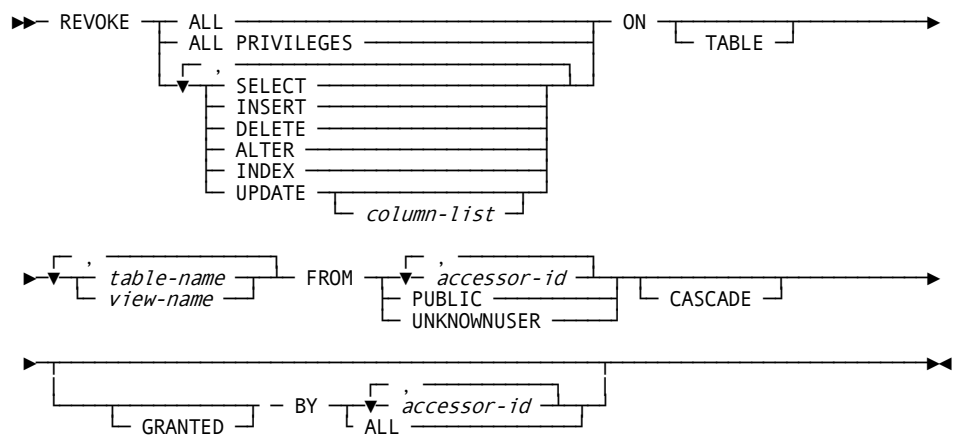 REVOKE ALL ON
ALL PRIVILEGES TABLE
,
SELECT
INSERT
DELETE
ALTER
INDEX
UPDATE
column-list
, ,
table-name FROM accessor-id
view-name PUBLIC CASCADE
UNKNOWNUSER
,
BY accessor-id
GRANTED ALL